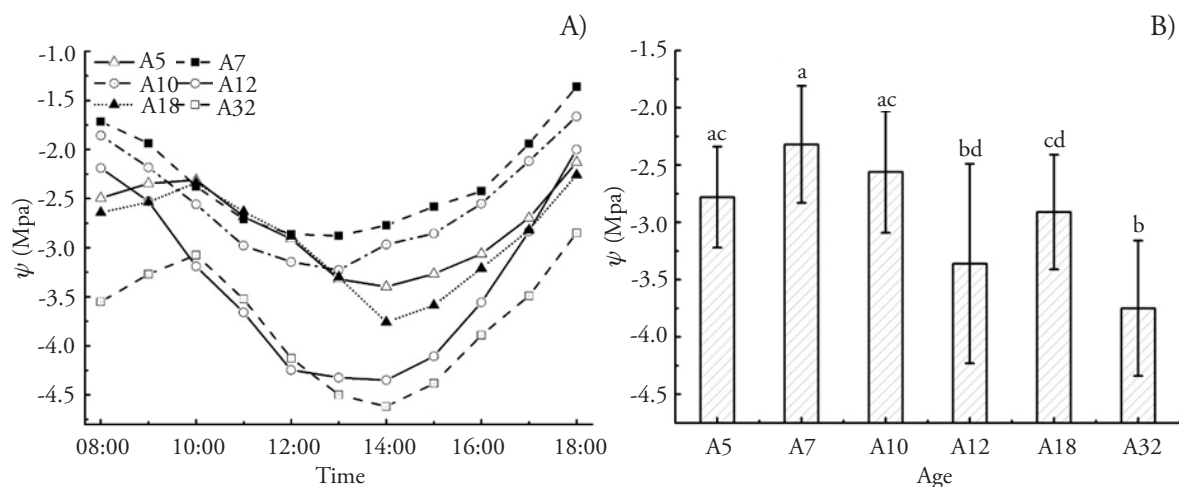 A)
-1.0
-1.5
-2.0
-2.5
-3.0
-3.5
-4.0
-4.5
ψ (Mpa)
A5 A7
A10 A12
A18 A32
08:00 10:00 12:00 14:00 16:00 18:00
Time
B)
-1.5
-2.0
-2.5
-3.0
-3.5
-4.0
-4.5
ψ (Mpa)
ac a ac bd cd b
A5 A7 A10 A12 A18 A32
Age